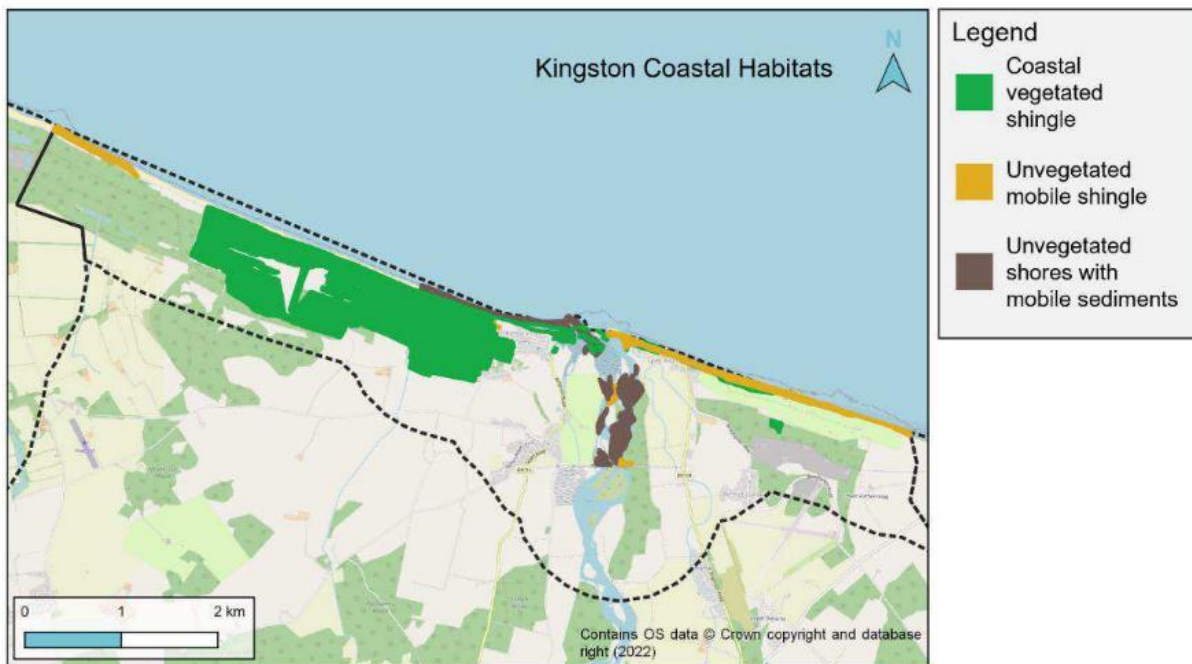 Kingston Coastal Habitats
N
Legend
Coastal
vegetated
shingle
Unvegetated
mobile shingle
Unvegetated
shores with
mobile sediments
0 1 2 km
Contains OS data © Crown copyright and database
right (2022)